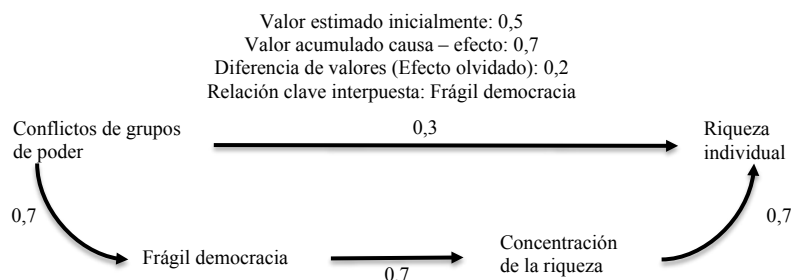 Valor estimado inicialmente: 0,5
Valor acumulado causa – efecto: 0,7
Diferencia de valores (Efecto olvidado): 0,2
Relación clave interpuesta: Frágil democracia
Conflictos de grupos
de poder
0,3
Riqueza
individual
0,7
0,7
Frágil democracia
0,7
Concentración
de la riqueza